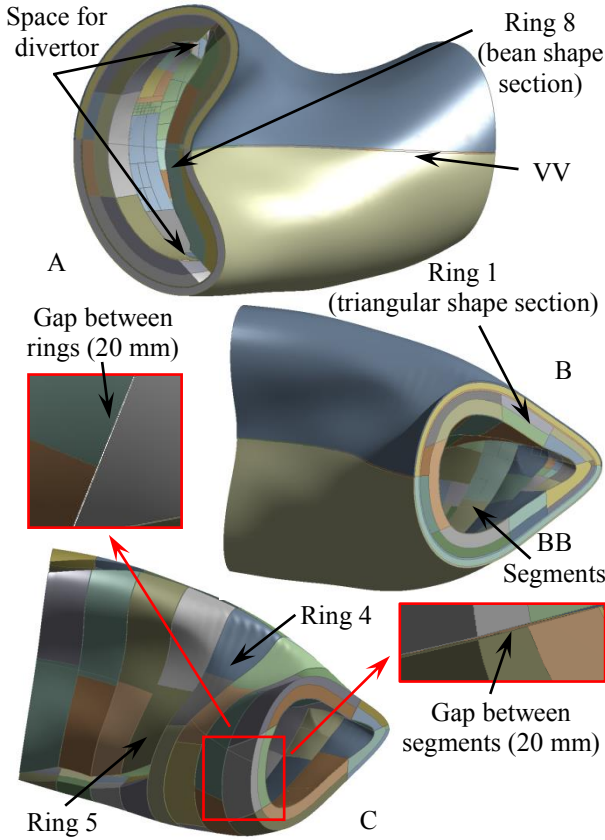 Space for
divertor
Ring 8
(bean shape
section)
VV
A
Ring 1
(triangular shape section)
Gap between
rings (20 mm)
B
BB
Segments
Ring 4
Gap between
segments (20 mm)
Ring 5
C